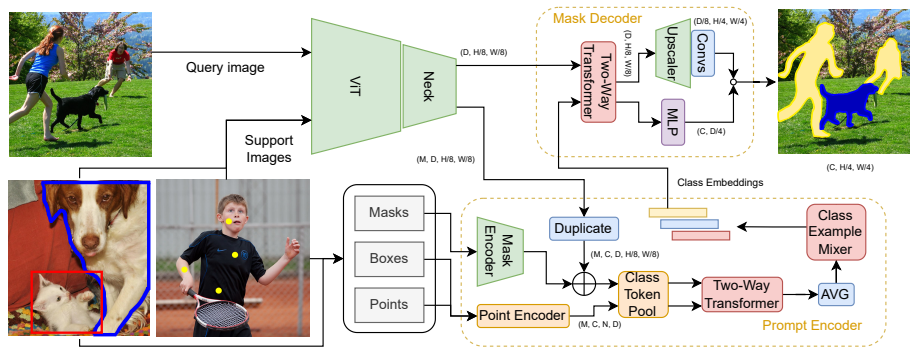 Query image
Support
Images
ViT
Neck
(D, H/8, W/8)
(M, D, H/8, W/8)
Mask Decoder
Two-Way
Transformer
(D, H/8,
W/8)
Upscaler
(D/8, H/4, W/4)
Convs
MLP
(C, D/4)
(C, H/4, W/4)
Class Embeddings
Masks
Boxes
Points
Mask
Encoder
Duplicate
(M, C, D, H/8, W/8)
Point Encoder
(M, C, N, D)
Class
Token
Pool
Two-Way
Transformer
AVG
Class
Example
Mixer
Prompt Encoder